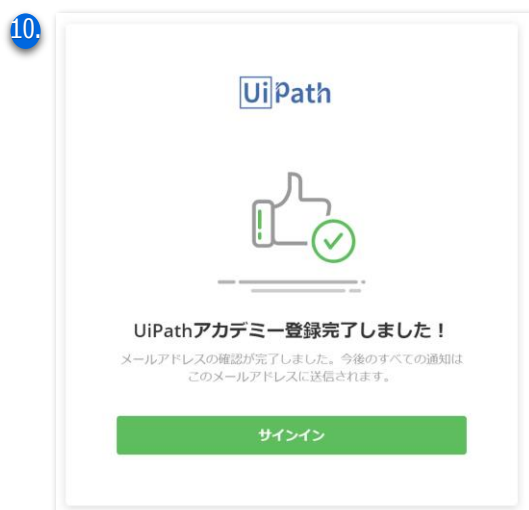 10.
UiPath
UiPathアカデミー登録完了しました！
メールアドレスの確認が完了しました。今後のすべての通知は
このメールアドレスに送信されます。
サインイン